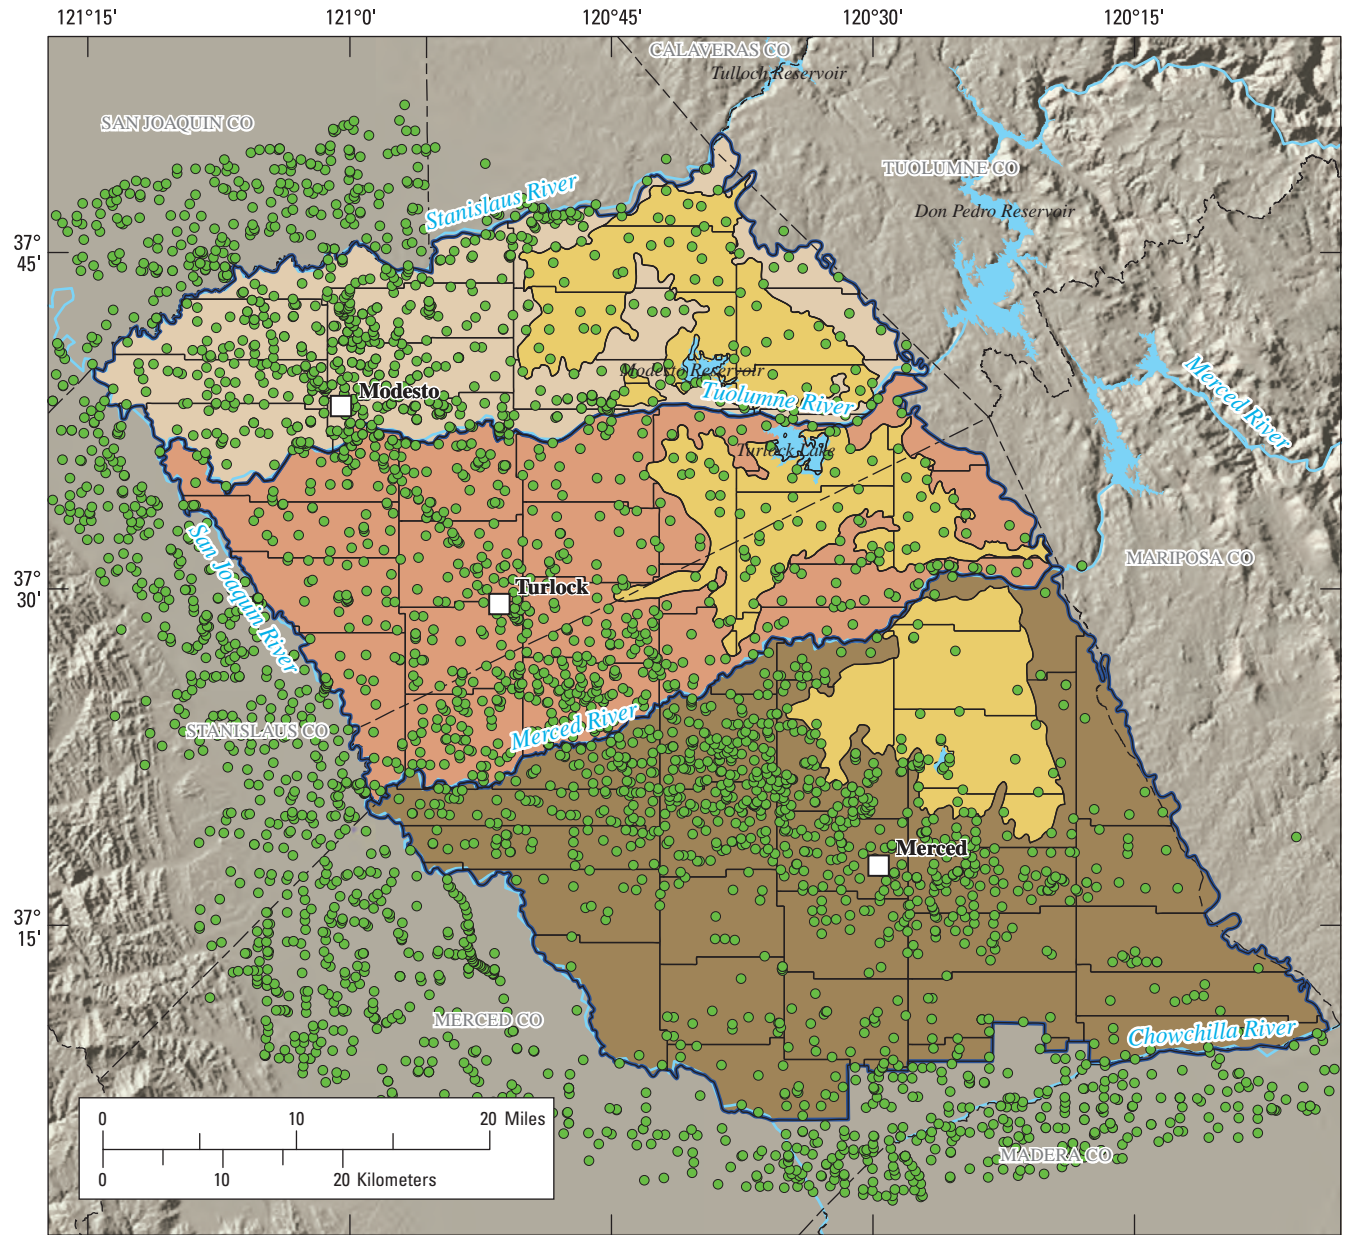 121°15' 121°0' 120°45' 120°30' 120°15'
CALAVERAS CO
Tulloch Reservoir
SAN JOAQUIN CO
TUOLUMNE CO
Stanislaus River
Don Pedro Reservoir
37°
45'
Modesto Reservoir
Modesto
Tuolumne River
Merced River
Turlock Lake
San Joaquin River
MARIPOSA CO
37°
30'
Turlock
STANISLAUS CO
Merced River
Merced
37°
15'
MERCED CO
Chowchilla River
0 10 20 Miles
MADERA CO
0 10 20 Kilometers